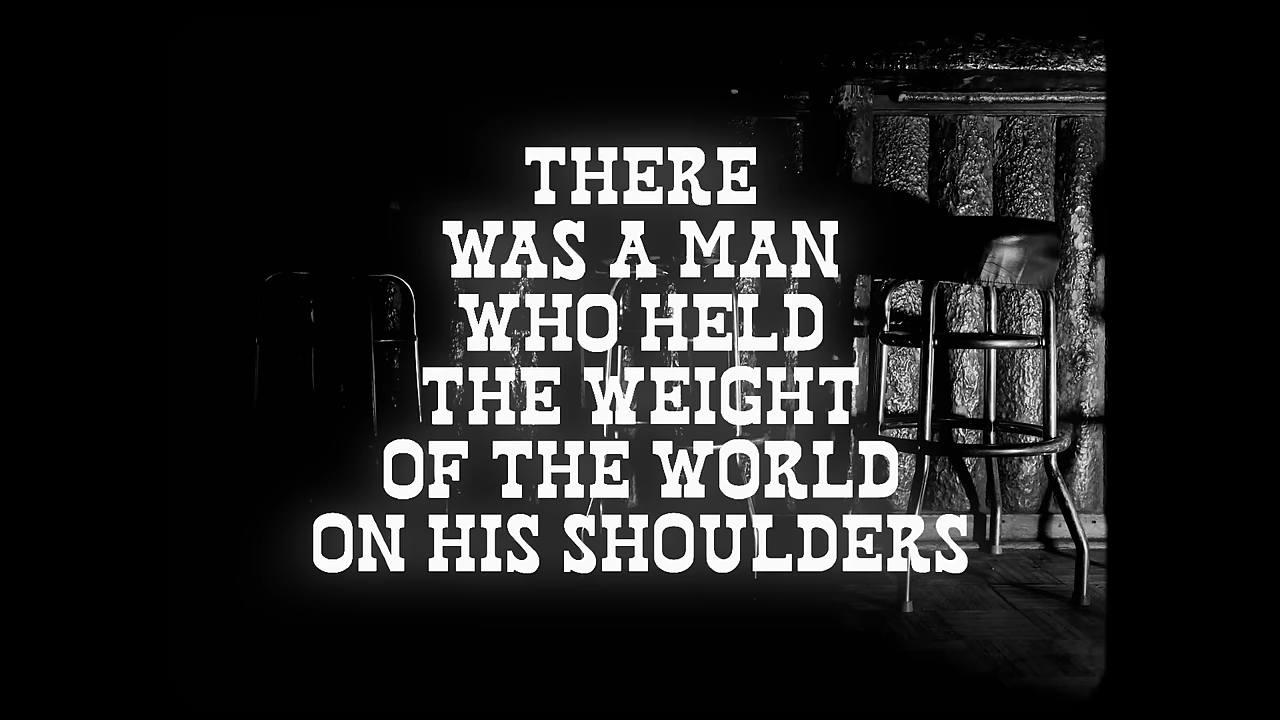 THERE
WAS A MAN
WHO HELD
THE WEIGHT
OF THE WORLD
ON HIS SHOULDERS